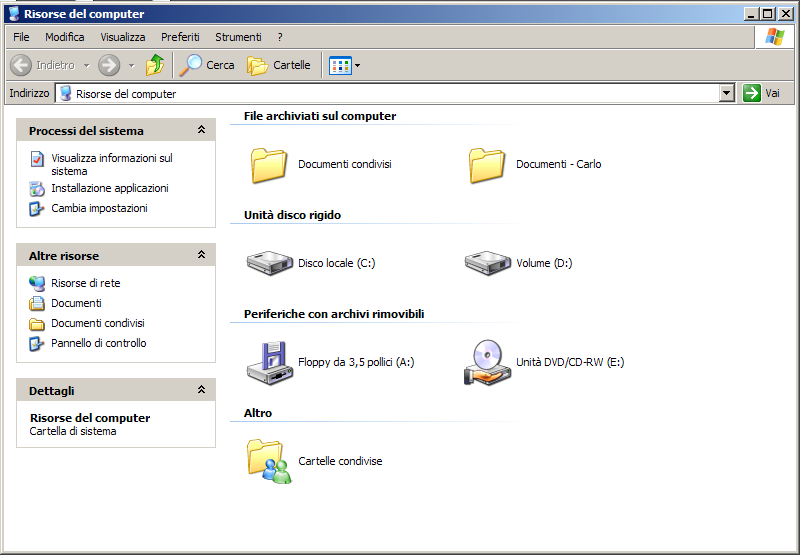 Risorse del computer
File Modifica Visualizza Preferiti Strumenti ?
Indietro Cerca Cartelle
Indirizzo Risorse del computer Vai
Processi del sistema
Visualizza informazioni sul
sistema
Installazione applicazioni
Cambia impostazioni
Altre risorse
Risorse di rete
Documenti
Documenti condivisi
Pannello di controllo
Dettagli
Risorse del computer
Cartella di sistema
File archiviati sul computer
Documenti condivisi Documenti - Carlo
Unità disco rigido
Disco locale (C:) Volume (D:)
Periferiche con archivi rimovibili
Floppy da 3,5 pollici (A:) Unità DVD/CD-RW (E:)
Altro
Cartelle condivise